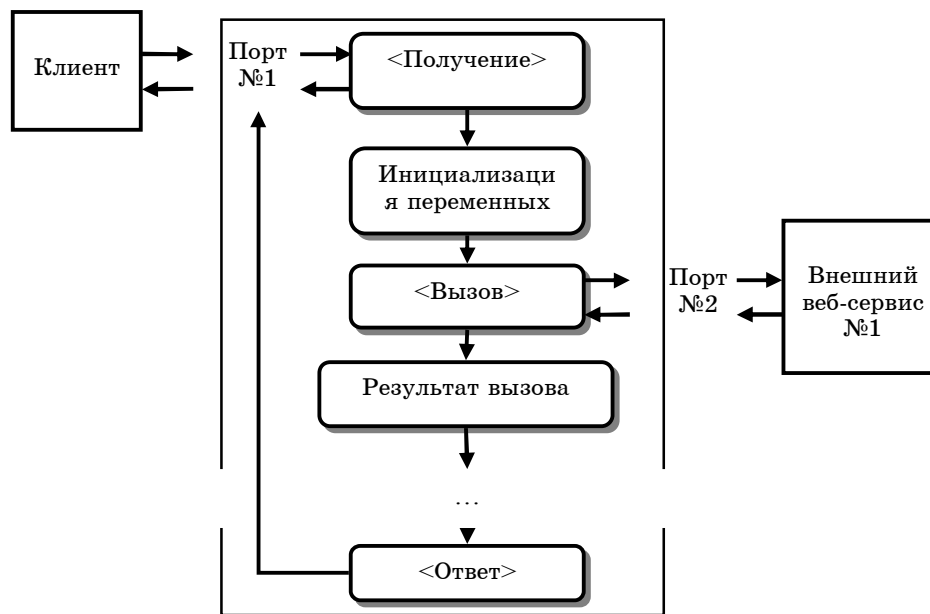 Клиент
Порт
№1
<Получение>
Инициализаци
я переменных
<Вызов>
Порт
№2
Внешний
веб-сервис
№1
Результат вызова
...
<Ответ>